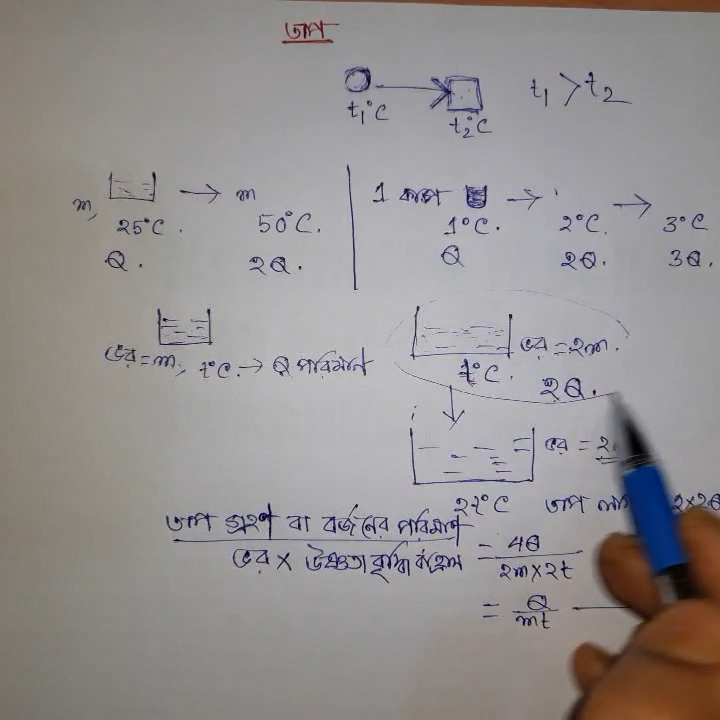 তাপ
t₁°C t₂°C t₁ > t₂
m, → m
25°C. 50°C.
Q. 2Q.
1 কাপ → →
1°C. 2°C. 3°C
Q 2Q. 3Q.
ভর = m, t°C. → Q পরিমাণ
ভর = 2m.
t°C.
2Q.
ভর =
2t°C তাপ
তাপ গ্রহণ বা বর্জনের পরিমাণ
ভর × উষ্ণতা বৃদ্ধি বা হ্রাস = 4Q / 2m×2t
= Q / mt